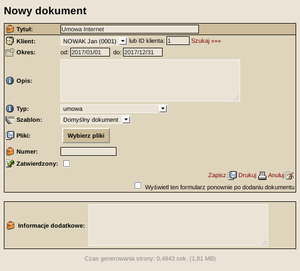 Nowy dokument
Tytuł: Umowa Internet
Klient: NOWAK Jan (0001) lub ID klienta: 1 Szukaj »»»
Okres: od: 2017/01/01 do: 2017/12/31
Opis:
Typ: umowa
Szablon: Domyślny dokument
Pliki: Wybierz pliki
Numer:
Zatwierdzony:
Zapisz Drukuj Anuluj
Wyświetl ten formularz ponownie po dodaniu dokumentu
Informacje dodatkowe:
Czas generowania strony: 0,4843 sek. (1,81 MB)